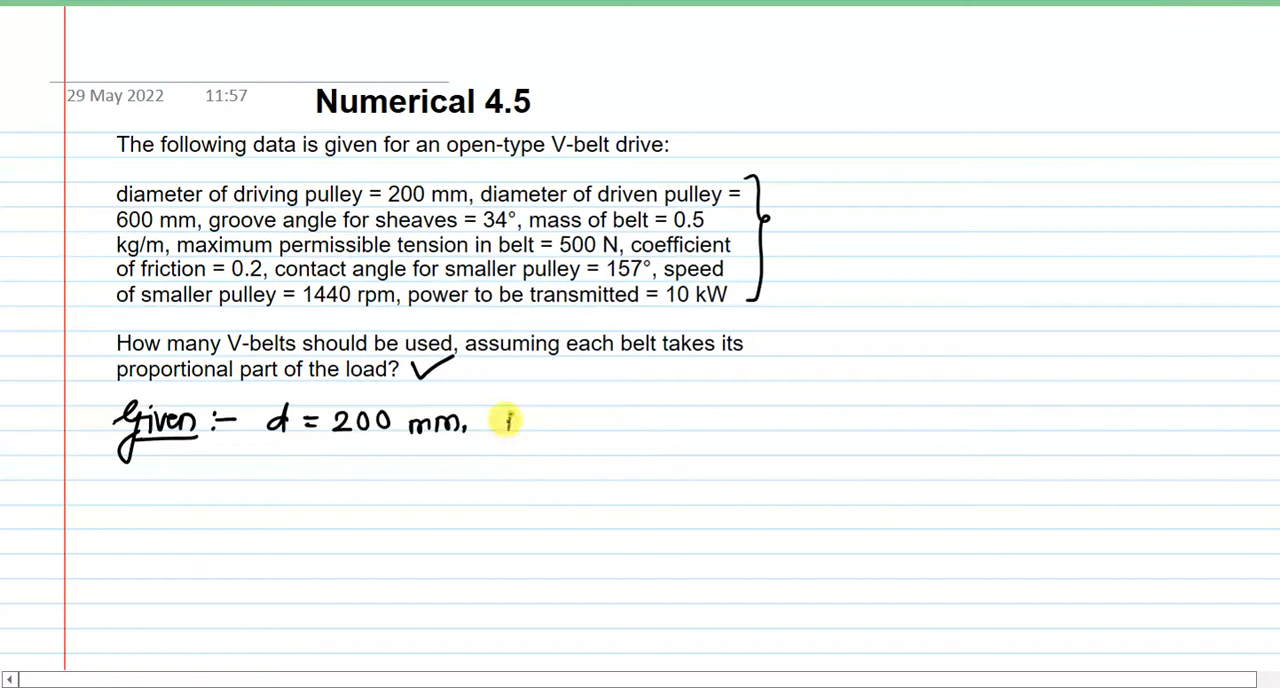 29 May 2022 11:57
Numerical 4.5
The following data is given for an open-type V-belt drive:
diameter of driving pulley = 200 mm, diameter of driven pulley =
600 mm, groove angle for sheaves = 34°, mass of belt = 0.5
kg/m, maximum permissible tension in belt = 500 N, coefficient
of friction = 0.2, contact angle for smaller pulley = 157°, speed
of smaller pulley = 1440 rpm, power to be transmitted = 10 kW
How many V-belts should be used, assuming each belt takes its
proportional part of the load?
Given :- d = 200 mm,